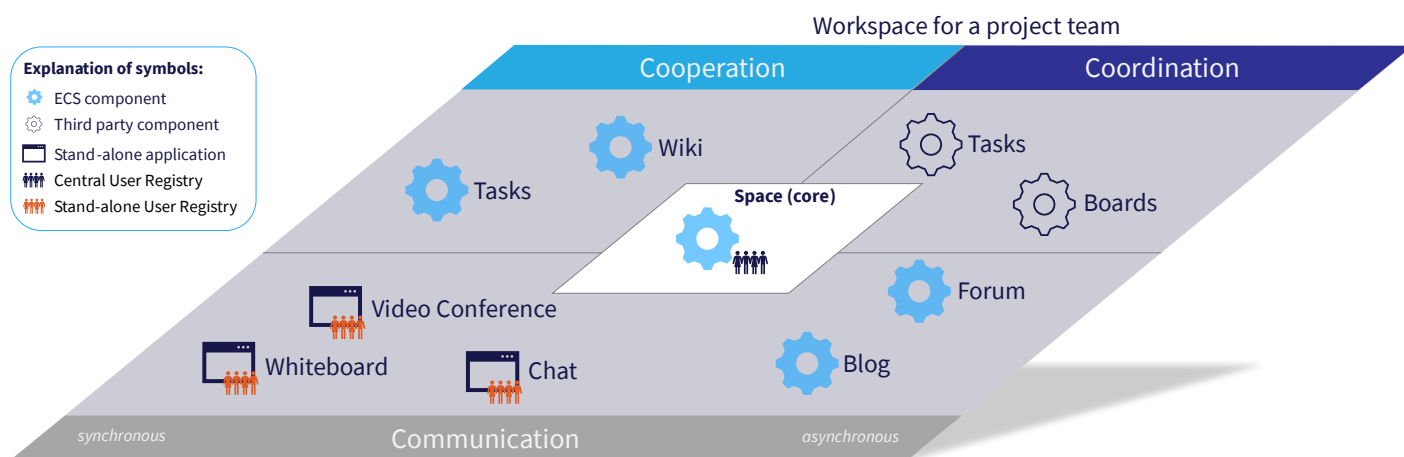 Workspace for a project team
Explanation of symbols:
ECS component
Third party component
Stand-alone application
Central User Registry
Stand-alone User Registry
Cooperation
Coordination
Wiki
Tasks
Tasks
Boards
Space (core)
Video Conference
Whiteboard
Chat
Forum
Blog
synchronous
Communication
asynchronous